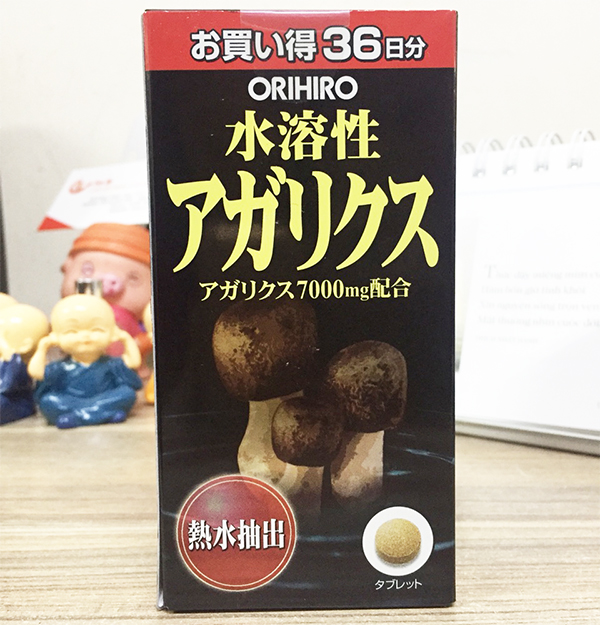 お買い得36日分
ORIHIRO
水溶性
アガリクス
アガリクス7000mg配合
熱水抽出
タブレット